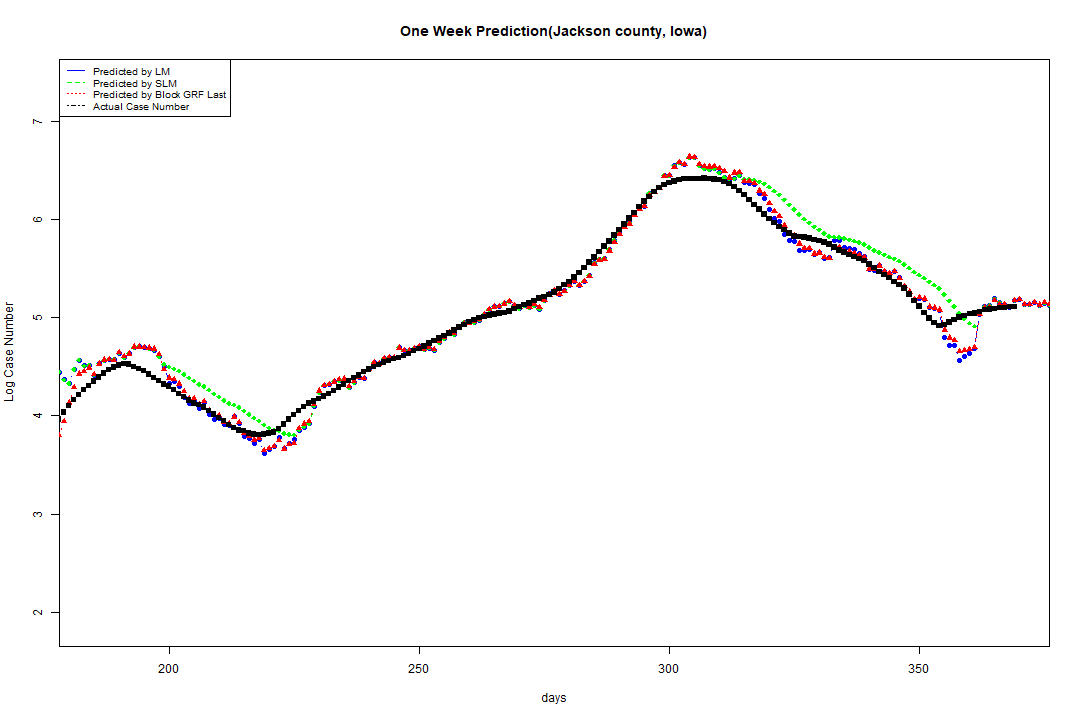 One Week Prediction(Jackson county, Iowa)
Predicted by LM
Predicted by SLM
Predicted by Block GRF Last
Actual Case Number
Log Case Number
7
6
5
4
3
2
200 250 300 350
days